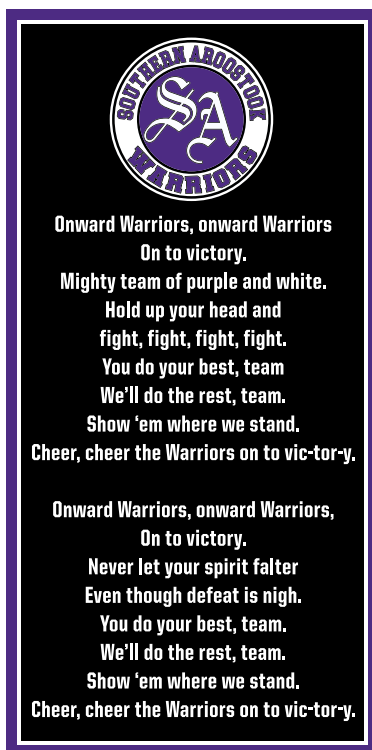 SOUTHERN AROOSTOOK
SA
WARRIORS
Onward Warriors, onward Warriors
On to victory.
Mighty team of purple and white.
Hold up your head and
fight, fight, fight, fight.
You do your best, team
We’ll do the rest, team.
Show ‘em where we stand.
Cheer, cheer the Warriors on to vic-tor-y.
Onward Warriors, onward Warriors,
On to victory.
Never let your spirit falter
Even though defeat is nigh.
You do your best, team.
We’ll do the rest, team.
Show ‘em where we stand.
Cheer, cheer the Warriors on to vic-tor-y.